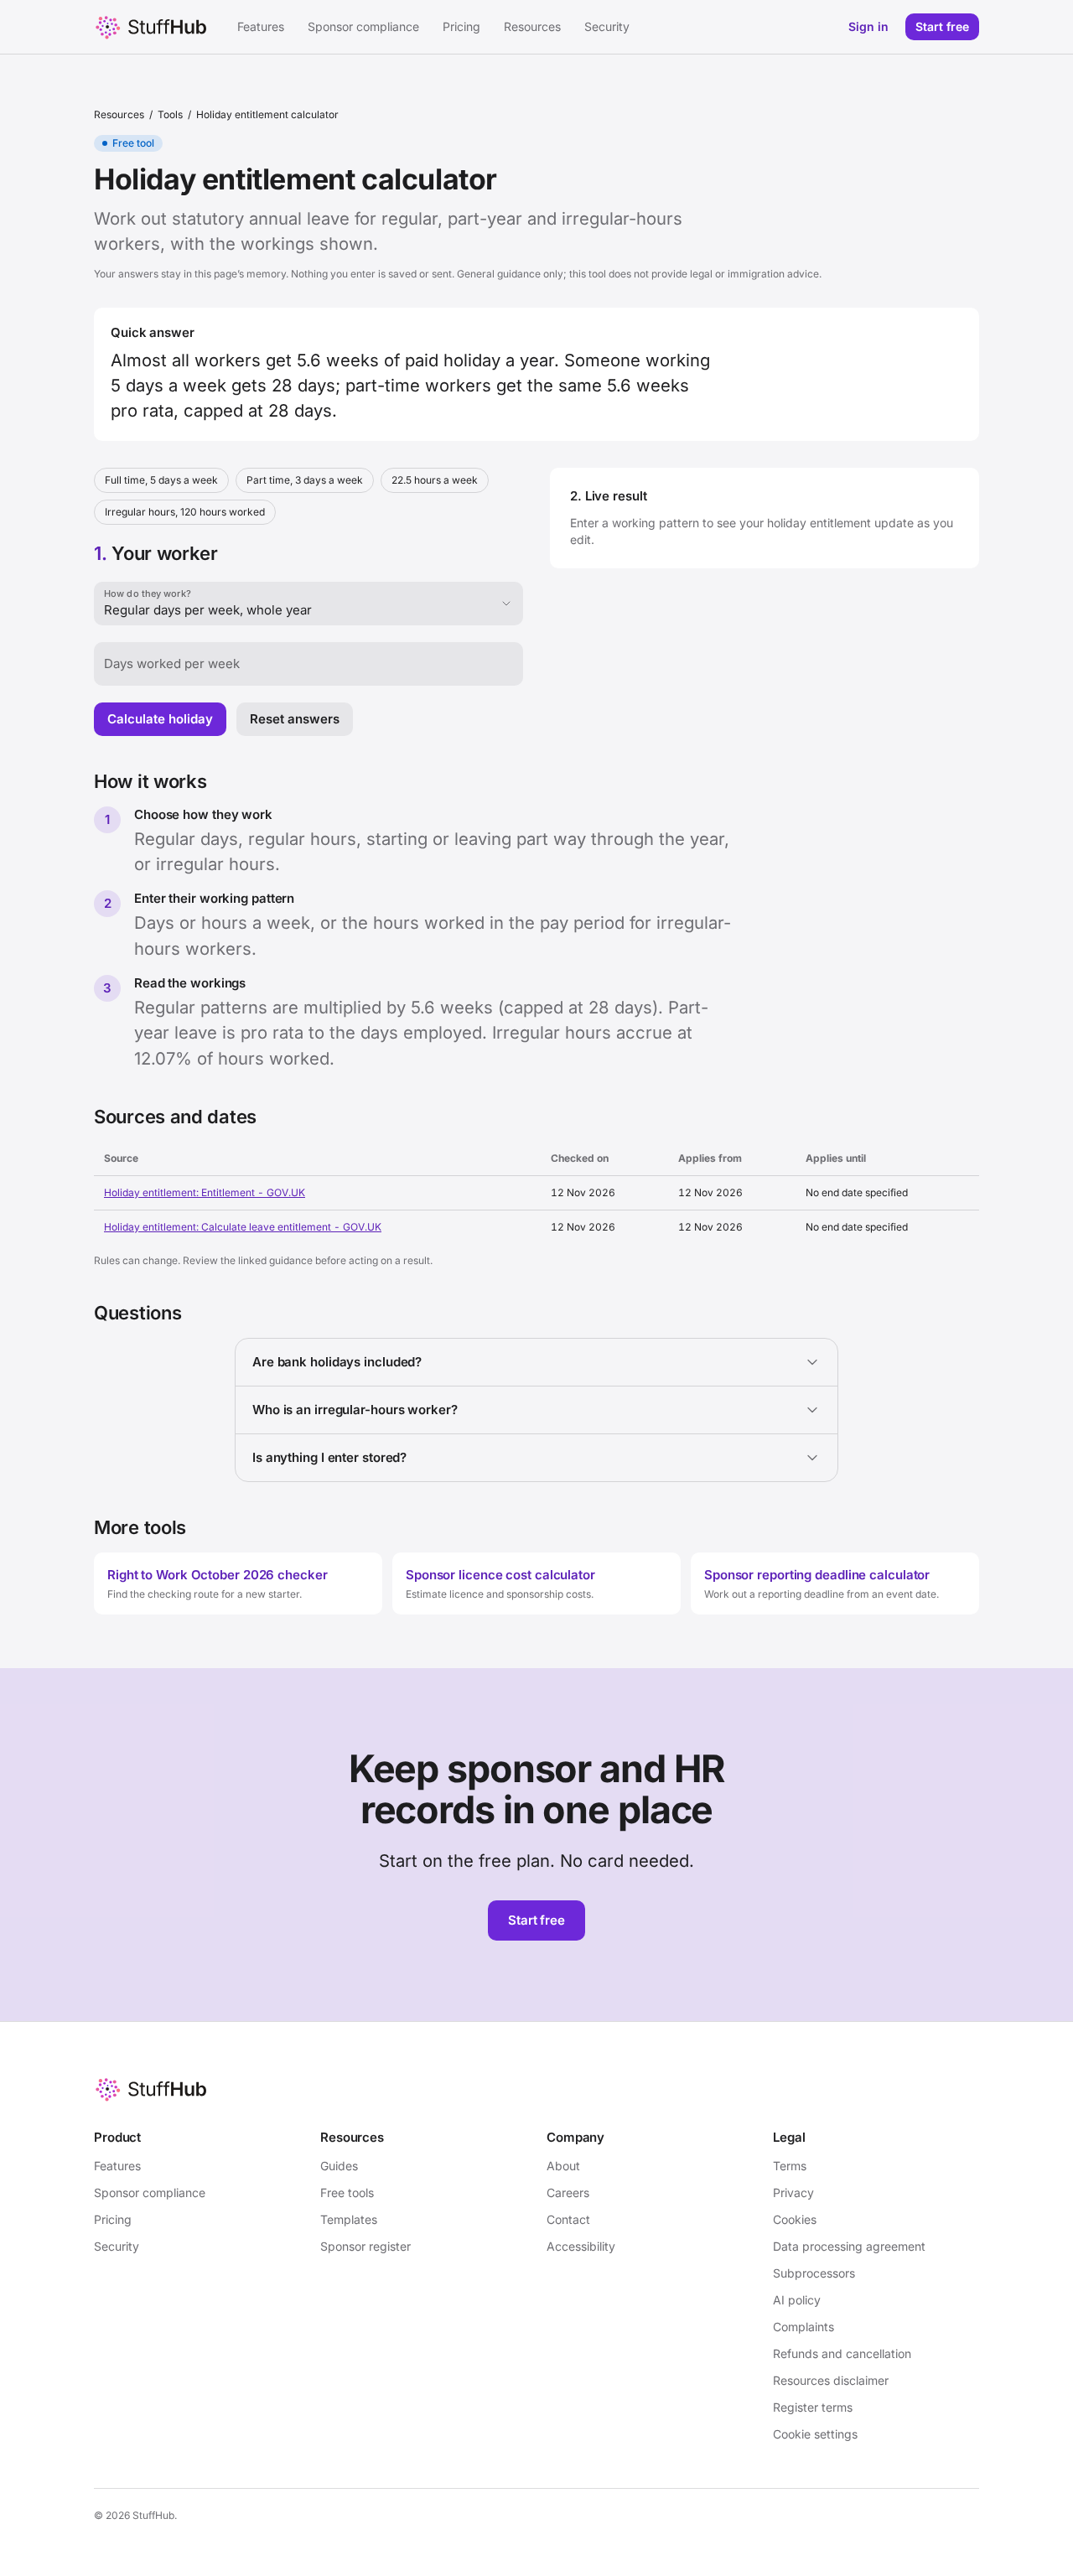 StuffHub
Features
Sponsor compliance
Pricing
Resources
Security
Sign in
Start free
Resources / Tools / Holiday entitlement calculator
Free tool
Holiday entitlement calculator
Work out statutory annual leave for regular, part-year and irregular-hours
workers, with the workings shown.
Your answers stay in this page's memory. Nothing you enter is saved or sent. General guidance only; this tool does not provide legal or immigration advice.
Quick answer
Almost all workers get 5.6 weeks of paid holiday a year. Someone working
5 days a week gets 28 days; part-time workers get the same 5.6 weeks
pro rata, capped at 28 days.
Full time, 5 days a week
Part time, 3 days a week
22.5 hours a week
Irregular hours, 120 hours worked
1. Your worker
How do they work?
Regular days per week, whole year
Days worked per week
Calculate holiday
Reset answers
2. Live result
Enter a working pattern to see your holiday entitlement update as you
edit.
How it works
1
Choose how they work
Regular days, regular hours, starting or leaving part way through the year,
or irregular hours.
2
Enter their working pattern
Days or hours a week, or the hours worked in the pay period for irregular-
hours workers.
3
Read the workings
Regular patterns are multiplied by 5.6 weeks (capped at 28 days). Part-
year leave is pro rata to the days employed. Irregular hours accrue at
12.07% of hours worked.
Sources and dates
Source Checked on Applies from Applies until
Holiday entitlement: Entitlement - GOV.UK 12 Nov 2026 12 Nov 2026 No end date specified
Holiday entitlement: Calculate leave entitlement - GOV.UK 12 Nov 2026 12 Nov 2026 No end date specified
Rules can change. Review the linked guidance before acting on a result.
Questions
Are bank holidays included?
Who is an irregular-hours worker?
Is anything I enter stored?
More tools
Right to Work October 2026 checker
Find the checking route for a new starter.
Sponsor licence cost calculator
Estimate licence and sponsorship costs.
Sponsor reporting deadline calculator
Work out a reporting deadline from an event date.
Keep sponsor and HR
records in one place
Start on the free plan. No card needed.
Start free
StuffHub
Product
Features
Sponsor compliance
Pricing
Security
Resources
Guides
Free tools
Templates
Sponsor register
Company
About
Careers
Contact
Accessibility
Legal
Terms
Privacy
Cookies
Data processing agreement
Subprocessors
AI policy
Complaints
Refunds and cancellation
Resources disclaimer
Register terms
Cookie settings
© 2026 StuffHub.